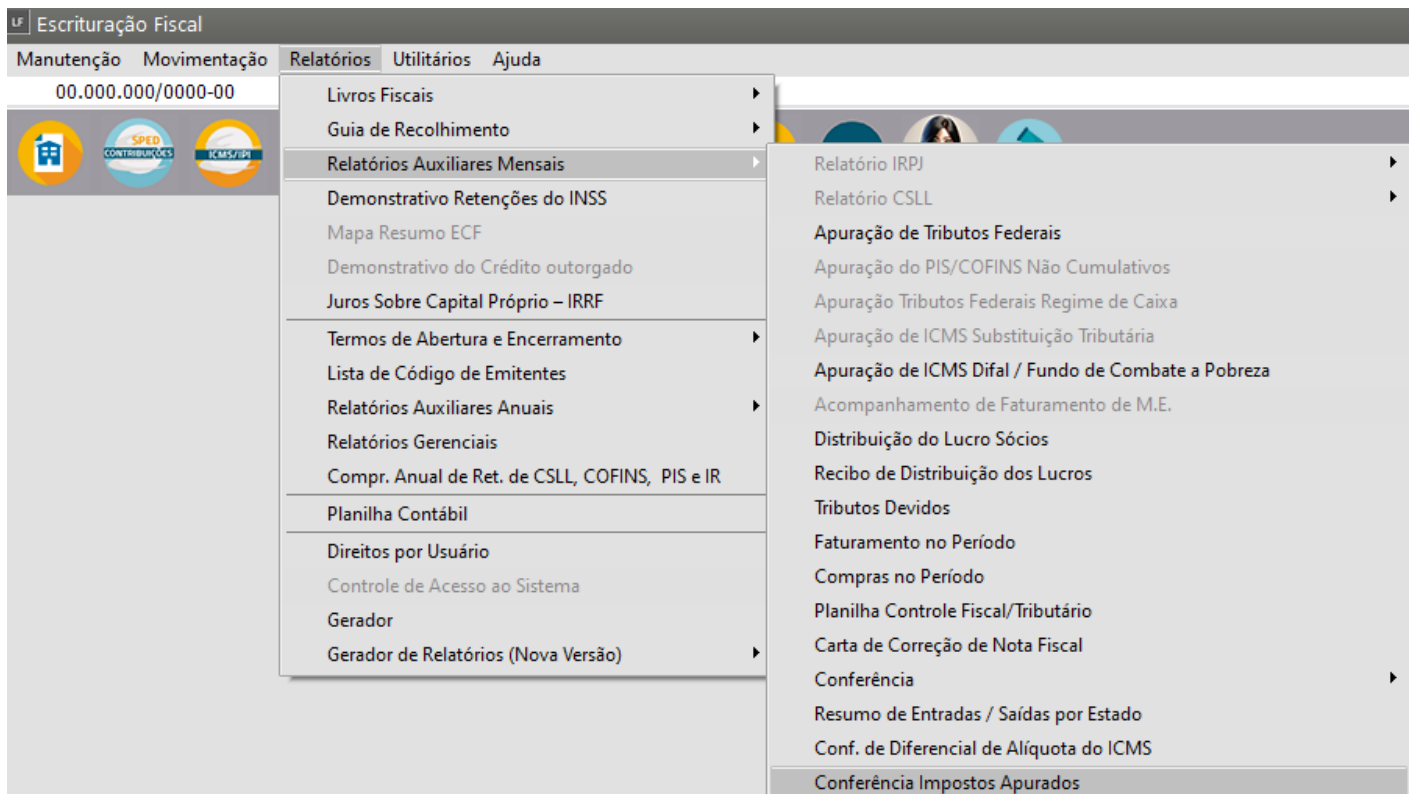 LF Escrituração Fiscal
Manutenção Movimentação Relatórios Utilitários Ajuda
00.000.000/0000-00
SPED
CONTRIBUIÇÕES
ICMS/IPI
Livros Fiscais
Guia de Recolhimento
Relatórios Auxiliares Mensais
Demonstrativo Retenções do INSS
Mapa Resumo ECF
Demonstrativo do Crédito outorgado
Juros Sobre Capital Próprio – IRRF
Termos de Abertura e Encerramento
Lista de Código de Emitentes
Relatórios Auxiliares Anuais
Relatórios Gerenciais
Compr. Anual de Ret. de CSLL, COFINS, PIS e IR
Planilha Contábil
Direitos por Usuário
Controle de Acesso ao Sistema
Gerador
Gerador de Relatórios (Nova Versão)
Relatório IRPJ
Relatório CSLL
Apuração de Tributos Federais
Apuração do PIS/COFINS Não Cumulativos
Apuração Tributos Federais Regime de Caixa
Apuração de ICMS Substituição Tributária
Apuração de ICMS Difal / Fundo de Combate a Pobreza
Acompanhamento de Faturamento de M.E.
Distribuição do Lucro Sócios
Recibo de Distribuição dos Lucros
Tributos Devidos
Faturamento no Período
Compras no Período
Planilha Controle Fiscal/Tributário
Carta de Correção de Nota Fiscal
Conferência
Resumo de Entradas / Saídas por Estado
Conf. de Diferencial de Alíquota do ICMS
Conferência Impostos Apurados